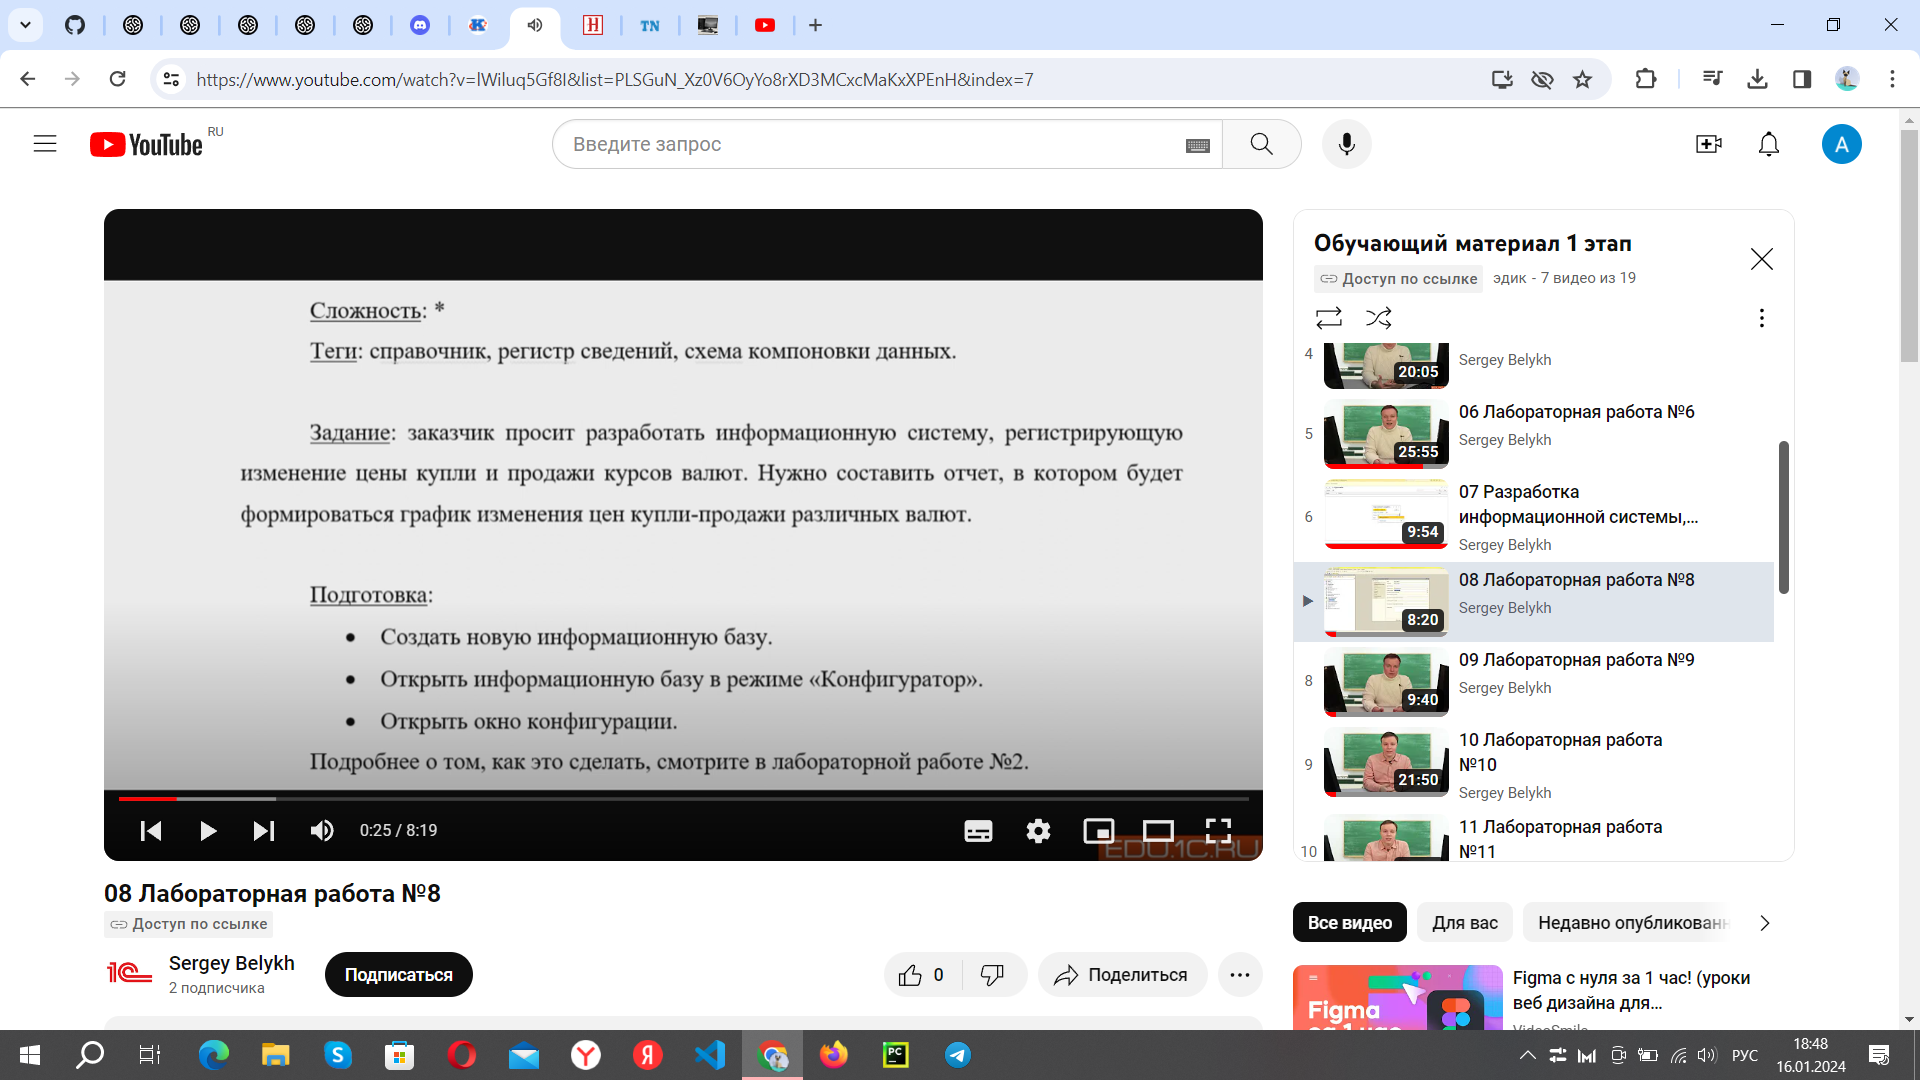 https://www.youtube.com/watch?v=lWiluq5Gf8I&list=PLSGuN_Xz0V6OyYo8rXD3MCxcMaKxXPEnH&index=7
YouTube RU
Введите запрос
A
Сложность: *
Теги: справочник, регистр сведений, схема компоновки данных.
Задание: заказчик просит разработать информационную систему, регистрирующую
изменение цены купли и продажи курсов валют. Нужно составить отчет, в котором будет
формироваться график изменения цен купли-продажи различных валют.
Подготовка:
• Создать новую информационную базу.
• Открыть информационную базу в режиме «Конфигуратор».
• Открыть окно конфигурации.
Подробнее о том, как это сделать, смотрите в лабораторной работе №2.
0:25 / 8:19
EDU.1C.RU
08 Лабораторная работа №8
Доступ по ссылке
Sergey Belykh
2 подписчика
Подписаться
0
Поделиться
Обучающий материал 1 этап
Доступ по ссылке
эдик - 7 видео из 19
4
20:05
Sergey Belykh
5
25:55
06 Лабораторная работа №6
Sergey Belykh
6
9:54
07 Разработка
информационной системы,...
Sergey Belykh
8:20
08 Лабораторная работа №8
Sergey Belykh
8
9:40
09 Лабораторная работа №9
Sergey Belykh
9
21:50
10 Лабораторная работа
№10
Sergey Belykh
10
11 Лабораторная работа
№11
Все видео
Для вас
Недавно опубликованн
Figma
Figma с нуля за 1 час! (уроки
веб дизайна для...
РУС
18:48
16.01.2024